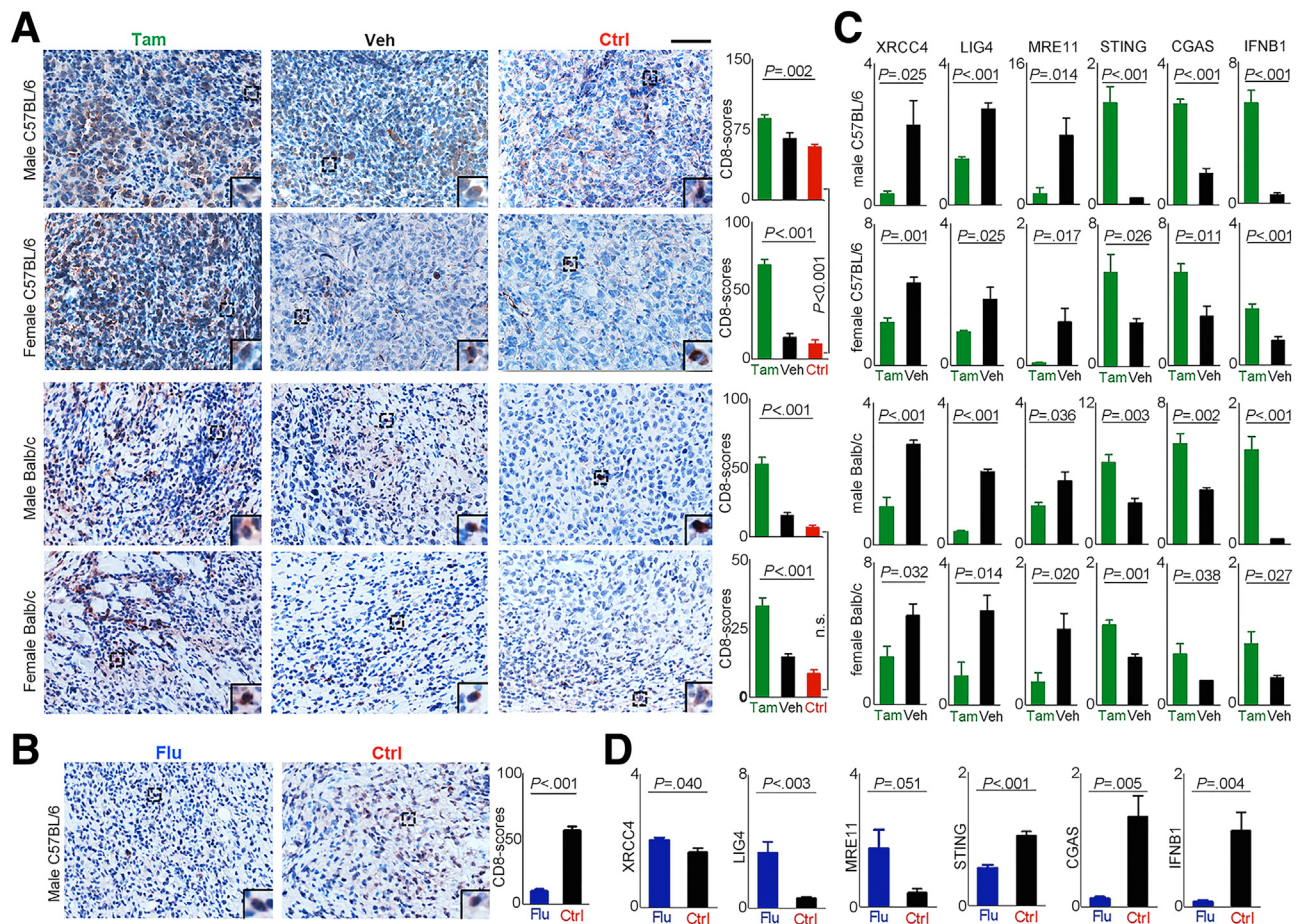 A
Tam Veh Ctrl
Male C57BL/6
150
75
0
CD8-scores
P=.002
Female C57BL/6
100
50
0
CD8-scores
P<.001
P<0.001
Tam Veh Ctrl
Male Balb/c
100
50
0
CD8-scores
P<.001
Female Balb/c
50
25
0
CD8-scores
P<.001
n.s.
Tam Veh Ctrl
C
XRCC4 LIG4 MRE11 STING CGAS IFNB1
male C57BL/6
4 4 16 2 4 8
P=.025 P<.001 P=.014 P<.001 P<.001 P<.001
0 0 0 0 0 0
female C57BL/6
8 4 2 8 8 4
P=.001 P=.025 P=.017 P=.026 P=.011 P<.001
0 0 0 0 0 0
Tam Veh Tam Veh Tam Veh Tam Veh Tam Veh Tam Veh
male Balb/c
4 4 4 12 8 2
P<.001 P<.001 P=.036 P=.003 P=.002 P<.001
0 0 0 0 0 0
female Balb/c
8 4 2 2 4 2
P=.032 P=.014 P=.020 P=.001 P=.038 P=.027
0 0 0 0 0 0
Tam Veh Tam Veh Tam Veh Tam Veh Tam Veh Tam Veh
B
Flu Ctrl
Male C57BL/6
100
50
0
CD8-scores
P<.001
Flu Ctrl
D
4 8 4 2 2 2
P=.040 P<.003 P=.051 P<.001 P=.005 P=.004
XRCC4 LIG4 MRE11 STING CGAS IFNB1
0 0 0 0 0 0
Flu Ctrl Flu Ctrl Flu Ctrl Flu Ctrl Flu Ctrl Flu Ctrl